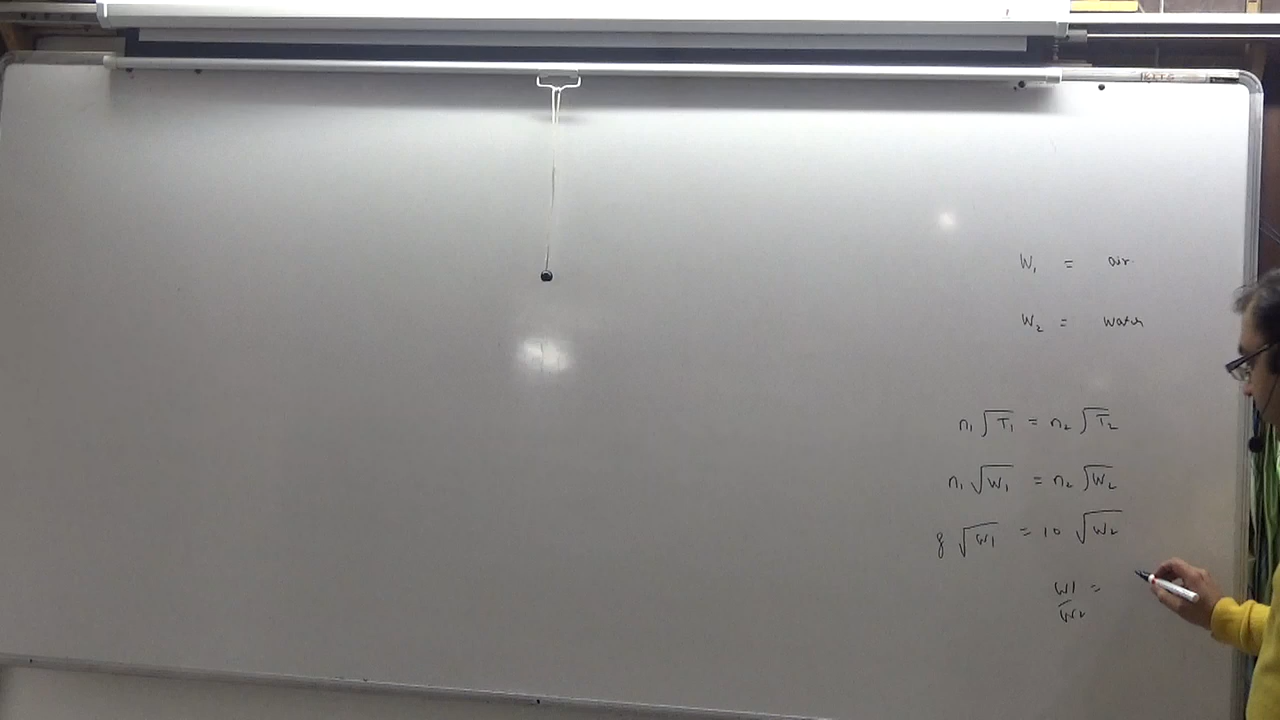 W₁ = air
W₂ = water
n₁ √T₁ = n₂ √T₂
n₁ √W₁ = n₂ √W₂
8 √W1 = 10 √W₂
W1/W₂ =